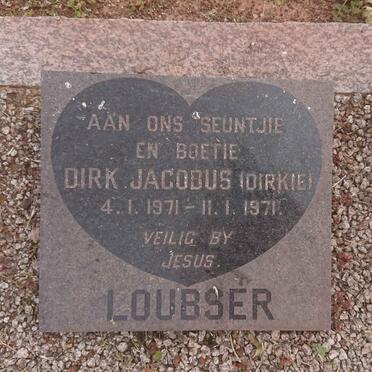 AAN ONS SEUNTJIE
EN BOETIE
DIRK JACOBUS (DIRKIE)
4.1.1971 - 11.1.1971.
VEILIG BY
JESUS.
LOUBSER